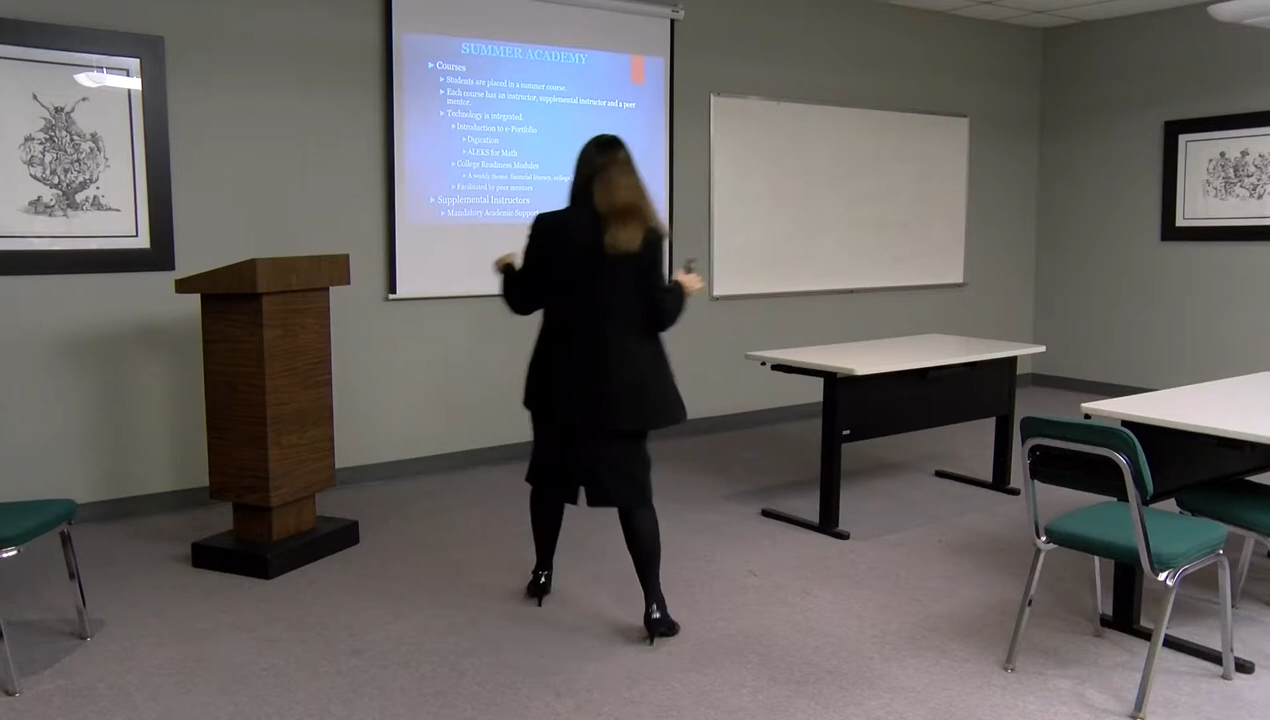 SUMMER ACADEMY
Courses
Students are placed in a summer course.
Each course has an instructor, supplemental instructor and a peer
mentor.
Technology is integrated.
Introduction to e-Portfolio
Digication
ALEKS for Math
College Readiness Modules
A weekly theme: financial literacy, college
Facilitated by peer mentors
Supplemental Instructors
Mandatory Academic Support